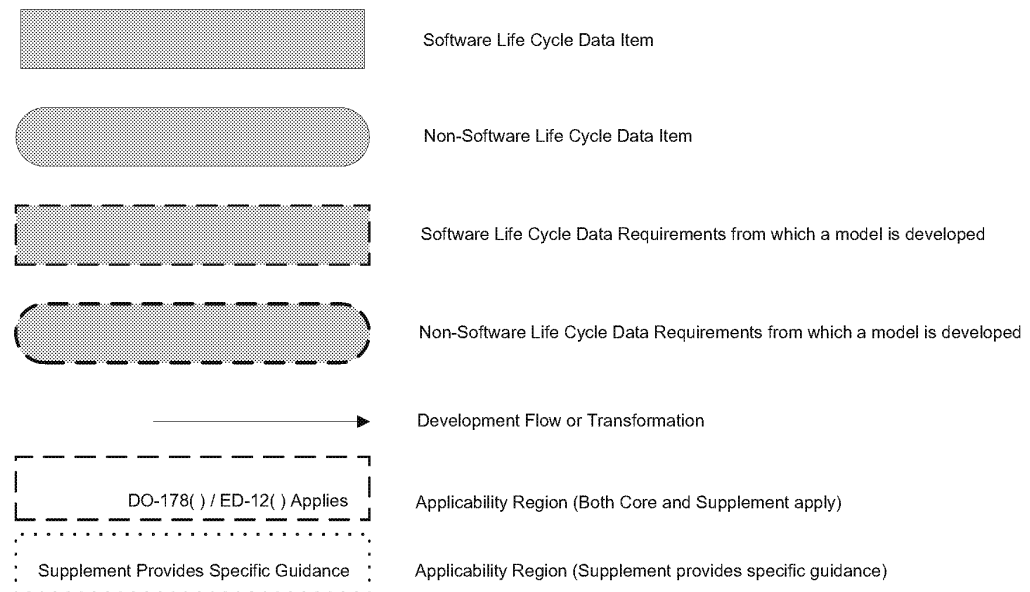 Software Life Cycle Data Item
Non-Software Life Cycle Data Item
Software Life Cycle Data Requirements from which a model is developed
Non-Software Life Cycle Data Requirements from which a model is developed
Development Flow or Transformation
DO-178( ) / ED-12( ) Applies
Applicability Region (Both Core and Supplement apply)
Supplement Provides Specific Guidance
Applicability Region (Supplement provides specific guidance)